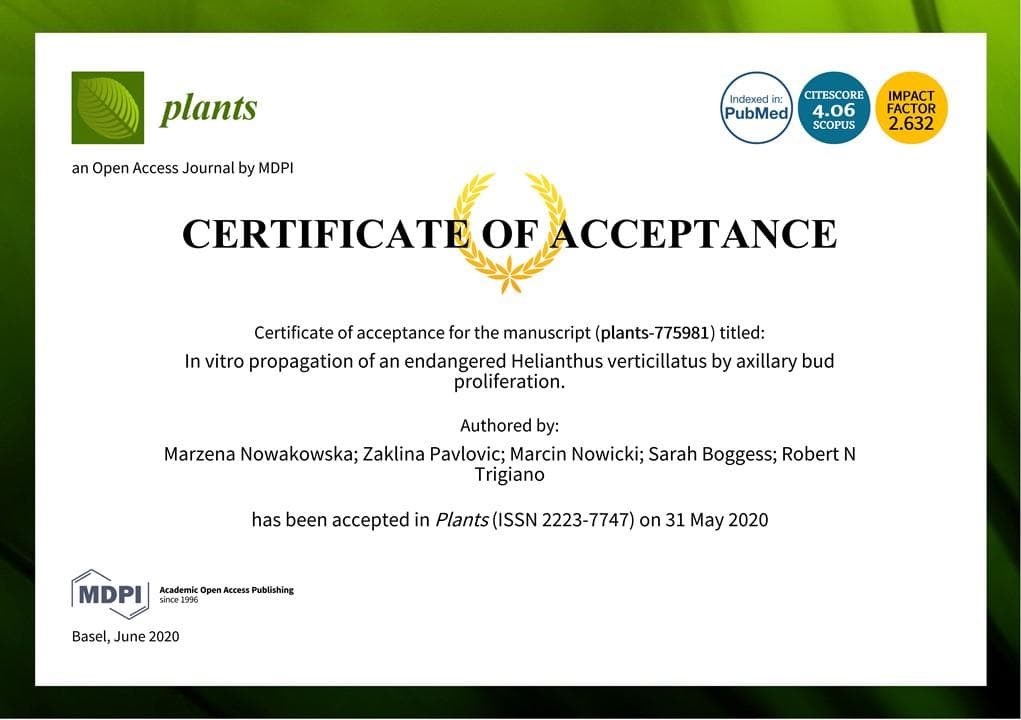 plants
Indexed in:
PubMed
CITESCORE
4.06
SCOPUS
IMPACT
FACTOR
2.632
an Open Access Journal by MDPI
CERTIFICATE OF ACCEPTANCE
Certificate of acceptance for the manuscript (plants-775981) titled:
In vitro propagation of an endangered Helianthus verticillatus by axillary bud
proliferation.
Authored by:
Marzena Nowakowska; Zaklina Pavlovic; Marcin Nowicki; Sarah Boggess; Robert N
Trigiano
has been accepted in Plants (ISSN 2223-7747) on 31 May 2020
MDPI
Academic Open Access Publishing
since 1996
Basel, June 2020